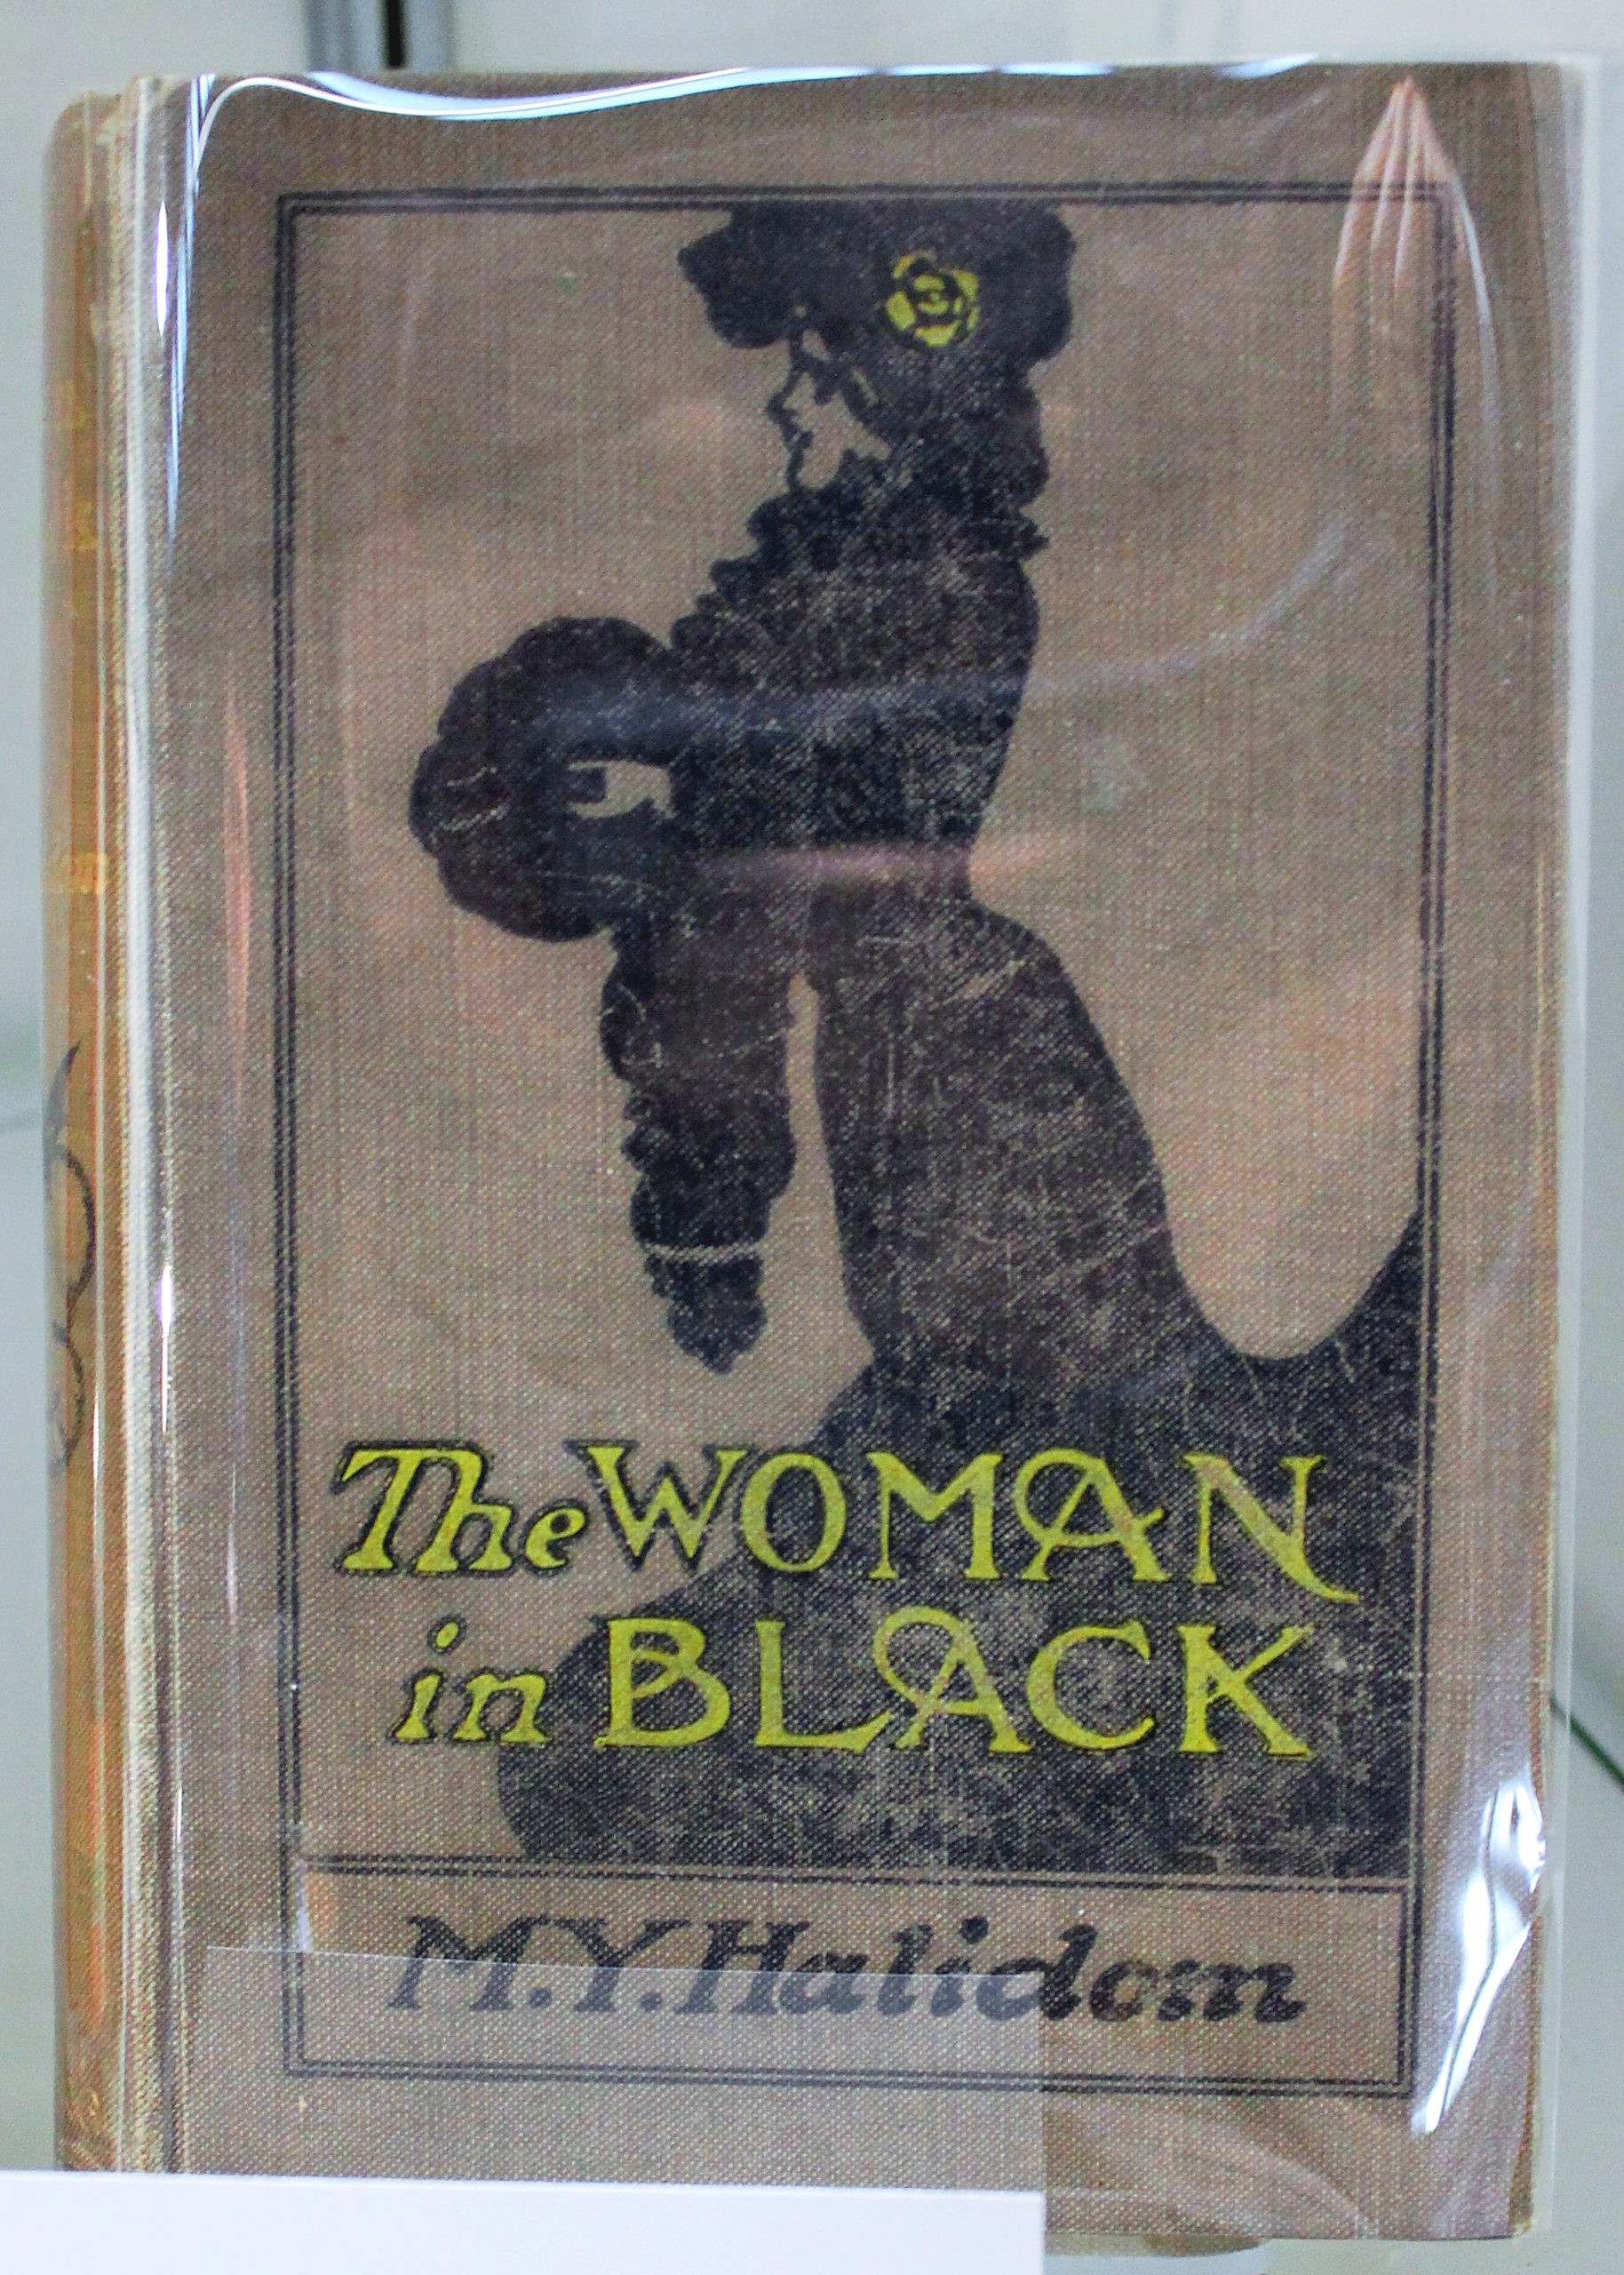 The WOMAN
in BLACK
M.Y. Halidom